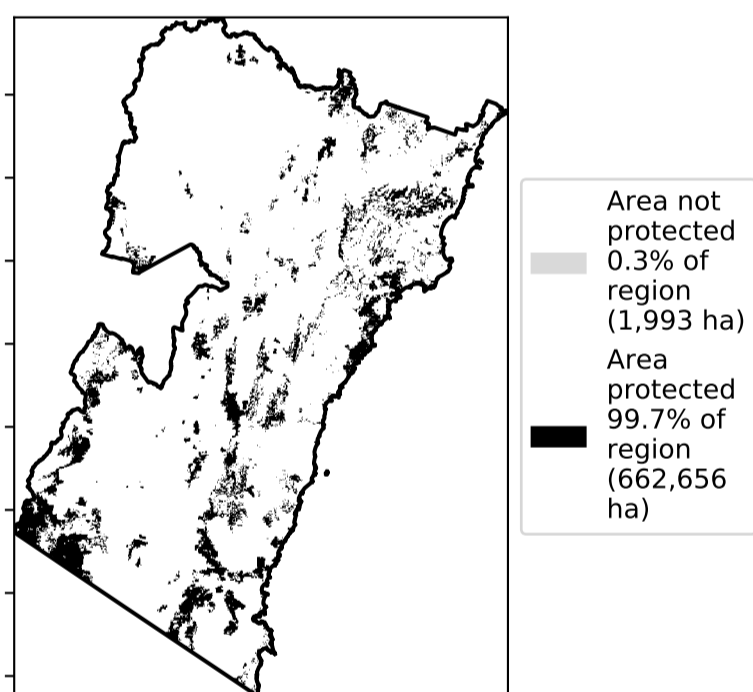 Area not
protected
0.3% of
region
(1,993 ha)
Area
protected
99.7% of
region
(662,656
ha)